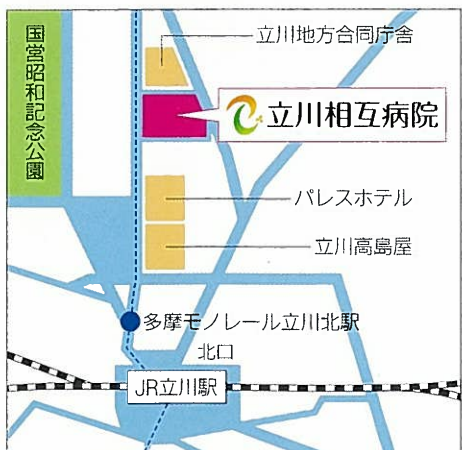 立川地方合同庁舎
国営昭和記念公園
立川相互病院
パレスホテル
立川高島屋
多摩モノレール立川北駅
北口
JR立川駅